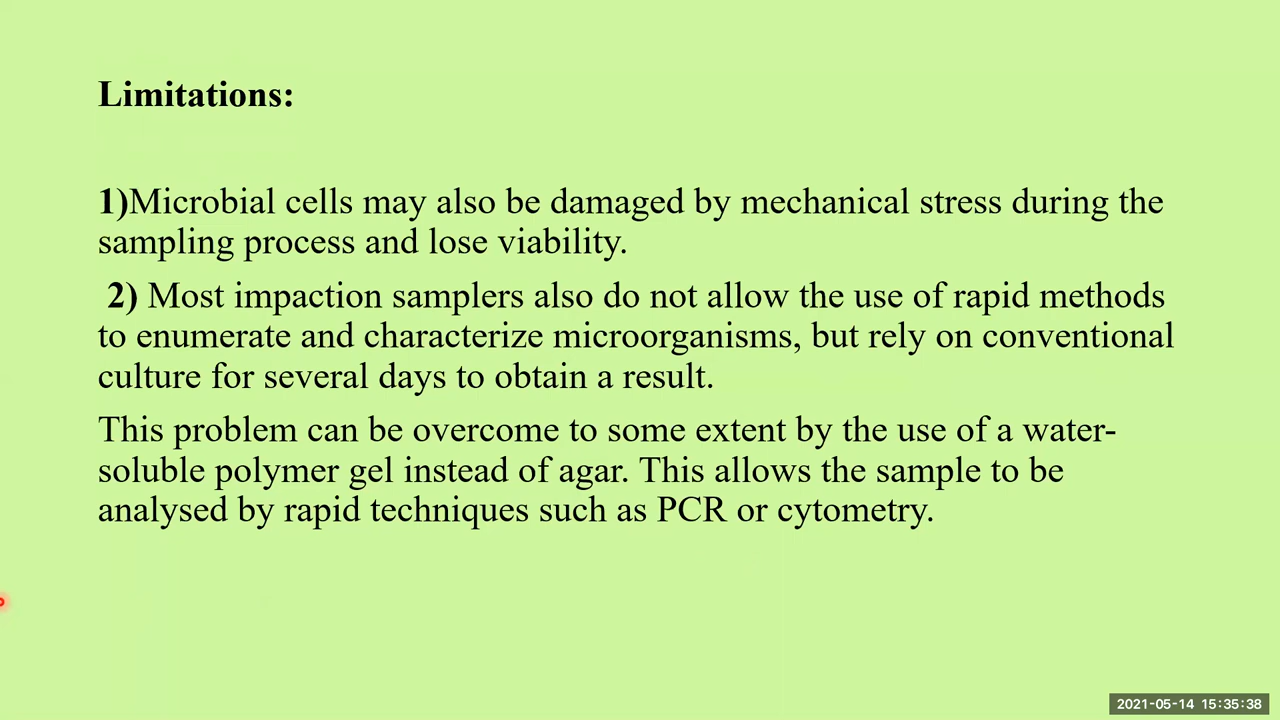 Limitations:
1)Microbial cells may also be damaged by mechanical stress during the
sampling process and lose viability.
2) Most impaction samplers also do not allow the use of rapid methods
to enumerate and characterize microorganisms, but rely on conventional
culture for several days to obtain a result.
This problem can be overcome to some extent by the use of a water-
soluble polymer gel instead of agar. This allows the sample to be
analysed by rapid techniques such as PCR or cytometry.
2021-05-14 15:35:38